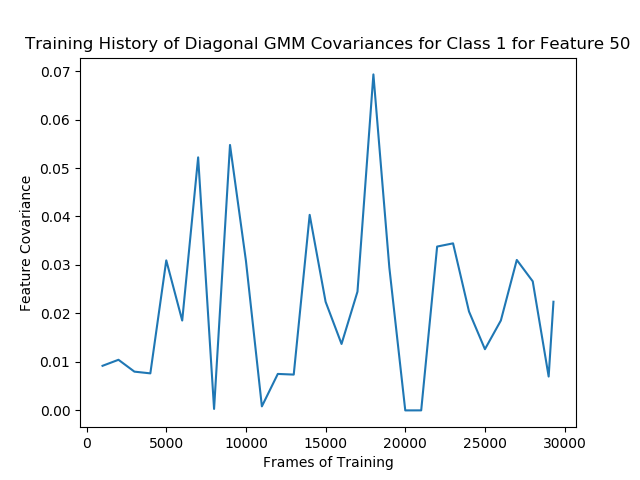 Training History of Diagonal GMM Covariances for Class 1 for Feature 50
0.07
0.06
0.05
0.04
0.03
0.02
0.01
0.00
Feature Covariance
0 5000 10000 15000 20000 25000 30000
Frames of Training